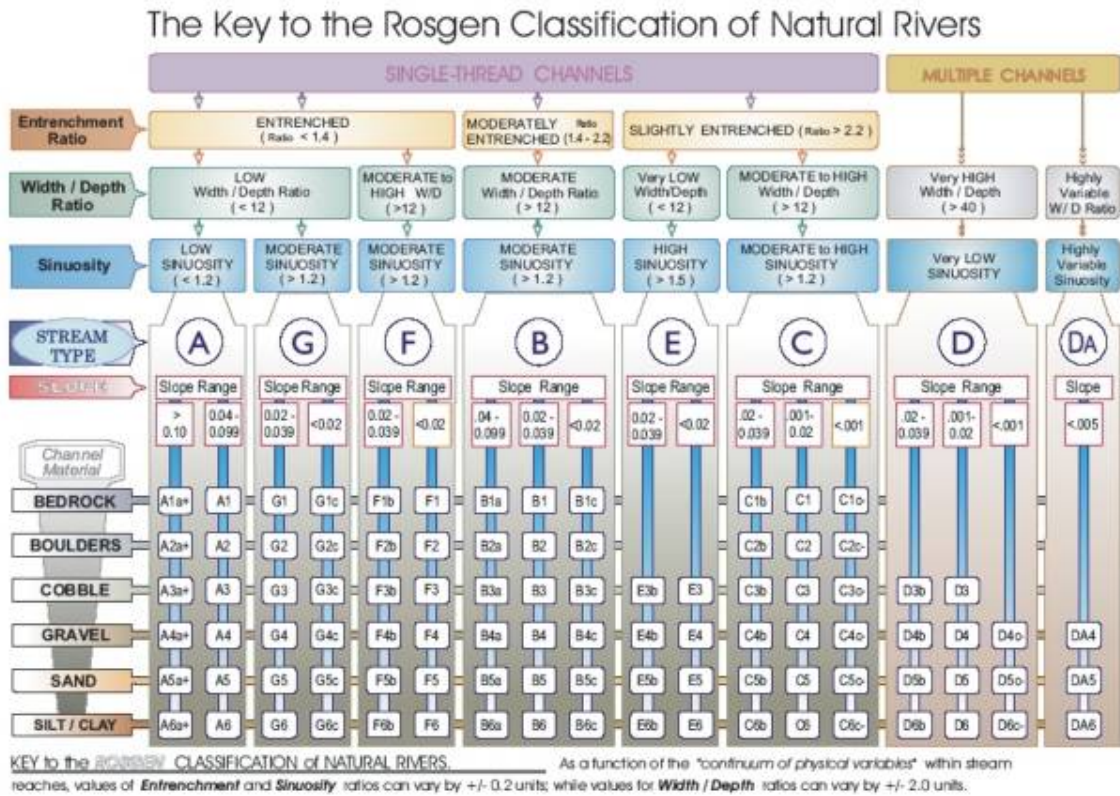 The Key to the Rosgen Classification of Natural Rivers
SINGLE-THREAD CHANNELS
MULTIPLE CHANNELS
Entrenchment
Ratio
ENTRENCHED
( Ratio < 1.4 )
MODERATELY Ratio
ENTRENCHED (1.4 - 2.2)
SLIGHTLY ENTRENCHED ( Ratio > 2.2 )
Width / Depth
Ratio
LOW
Width / Depth Ratio
( < 12 )
MODERATE to
HIGH W/D
( >12 )
MODERATE
Width / Depth Ratio
( > 12 )
Very LOW
Width/Depth
( < 12 )
MODERATE to HIGH
Width / Depth
( > 12 )
Very HIGH
Width / Depth
( > 40 )
Highly
Variable
W / D Ratio
Sinuosity
LOW
SINUOSITY
( < 1.2 )
MODERATE
SINUOSITY
( > 1.2 )
MODERATE
SINUOSITY
( > 1.2 )
MODERATE
SINUOSITY
( > 1.2 )
HIGH
SINUOSITY
( > 1.5 )
MODERATE to HIGH
SINUOSITY
( > 1.2 )
Very LOW
SINUOSITY
Highly
Variable
Sinuosity
STREAM
TYPE
A G F B E C D DA
SLOPE
Slope Range Slope Range Slope Range Slope Range Slope Range Slope Range Slope Range Slope
> 0.10
0.04 - 0.099
0.02 - 0.039
<0.02
0.02 - 0.039
<0.02
.04 - 0.099
0.02 - 0.039
<0.02
0.02 - 0.039
<0.02
.02 - 0.039
.001- 0.02
<.001
.02 - 0.039
.001- 0.02
<.001
<.005
Channel
Material
BEDROCK A1a+ A1 G1 G1c F1b F1 B1a B1 B1c C1b C1 C1c-
BOULDERS A2a+ A2 G2 G2c F2b F2 B2a B2 B2c C2b C2 C2c-
COBBLE A3a+ A3 G3 G3c F3b F3 B3a B3 B3c E3b E3 C3b C3 C3c- D3b D3
GRAVEL A4a+ A4 G4 G4c F4b F4 B4a B4 B4c E4b E4 C4b C4 C4c- D4b D4 D4c- DA4
SAND A5a+ A5 G5 G5c F5b F5 B5a B5 B5c E5b E5 C5b C5 C5c- D5b D5 D5c- DA5
SILT / CLAY A6a+ A6 G6 G6c F6b F6 B6a B6 B6c E6b E6 C6b C6 C6c- D6b D6 D6c- DA6
KEY to the ROSGEN CLASSIFICATION of NATURAL RIVERS. As a function of the "continuum of physical variables" within stream
reaches, values of Entrenchment and Sinuosity ratios can vary by +/- 0.2 units; while values for Width / Depth ratios can vary by +/- 2.0 units.